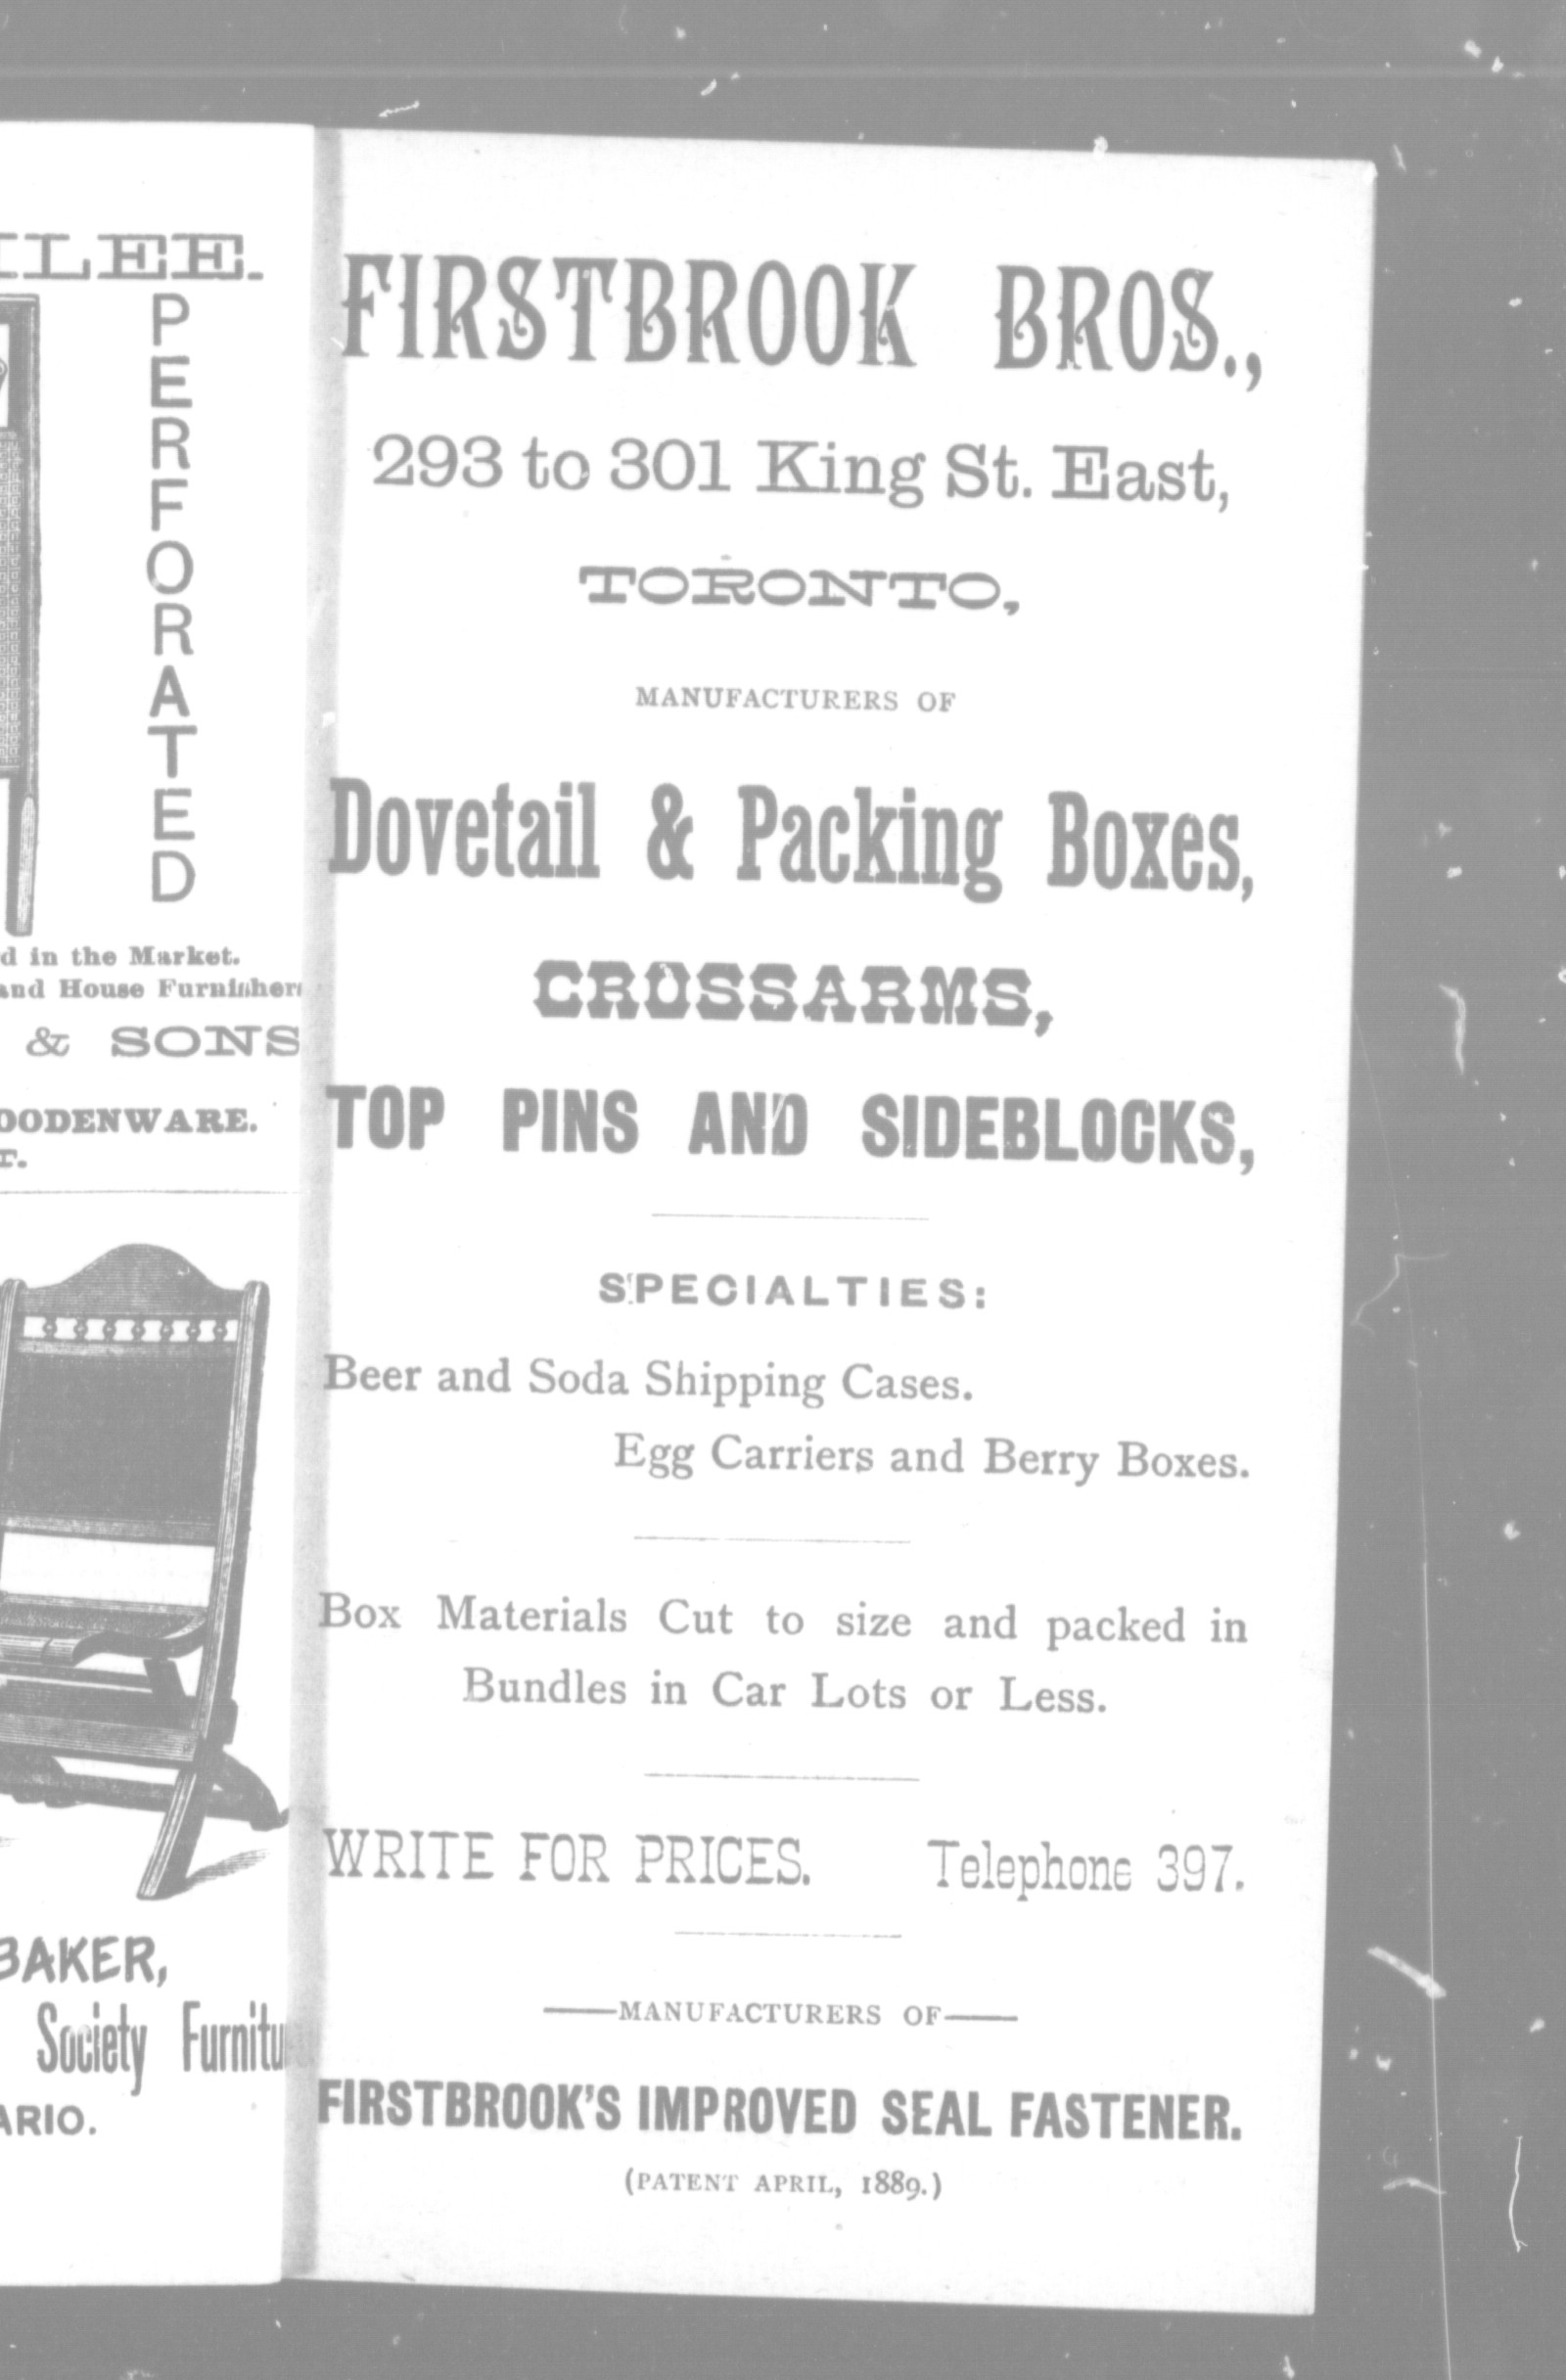 PERFORATED
d in the Market.
and House Furnishers
& SONS
OODENWARE.
BAKER,
Society Furnitu
ARIO.
FIRSTBROOK BROS.,
293 to 301 King St. East,
TORONTO,
MANUFACTURERS OF
Dovetail & Packing Boxes,
CROSSARMS,
TOP PINS AND SIDEBLOCKS,
SPECIALTIES:
Beer and Soda Shipping Cases.
Egg Carriers and Berry Boxes.
Box Materials Cut to size and packed in
Bundles in Car Lots or Less.
WRITE FOR PRICES. Telephone 397.
MANUFACTURERS OF
FIRSTBROOK'S IMPROVED SEAL FASTENER.
(PATENT APRIL, 1889.)